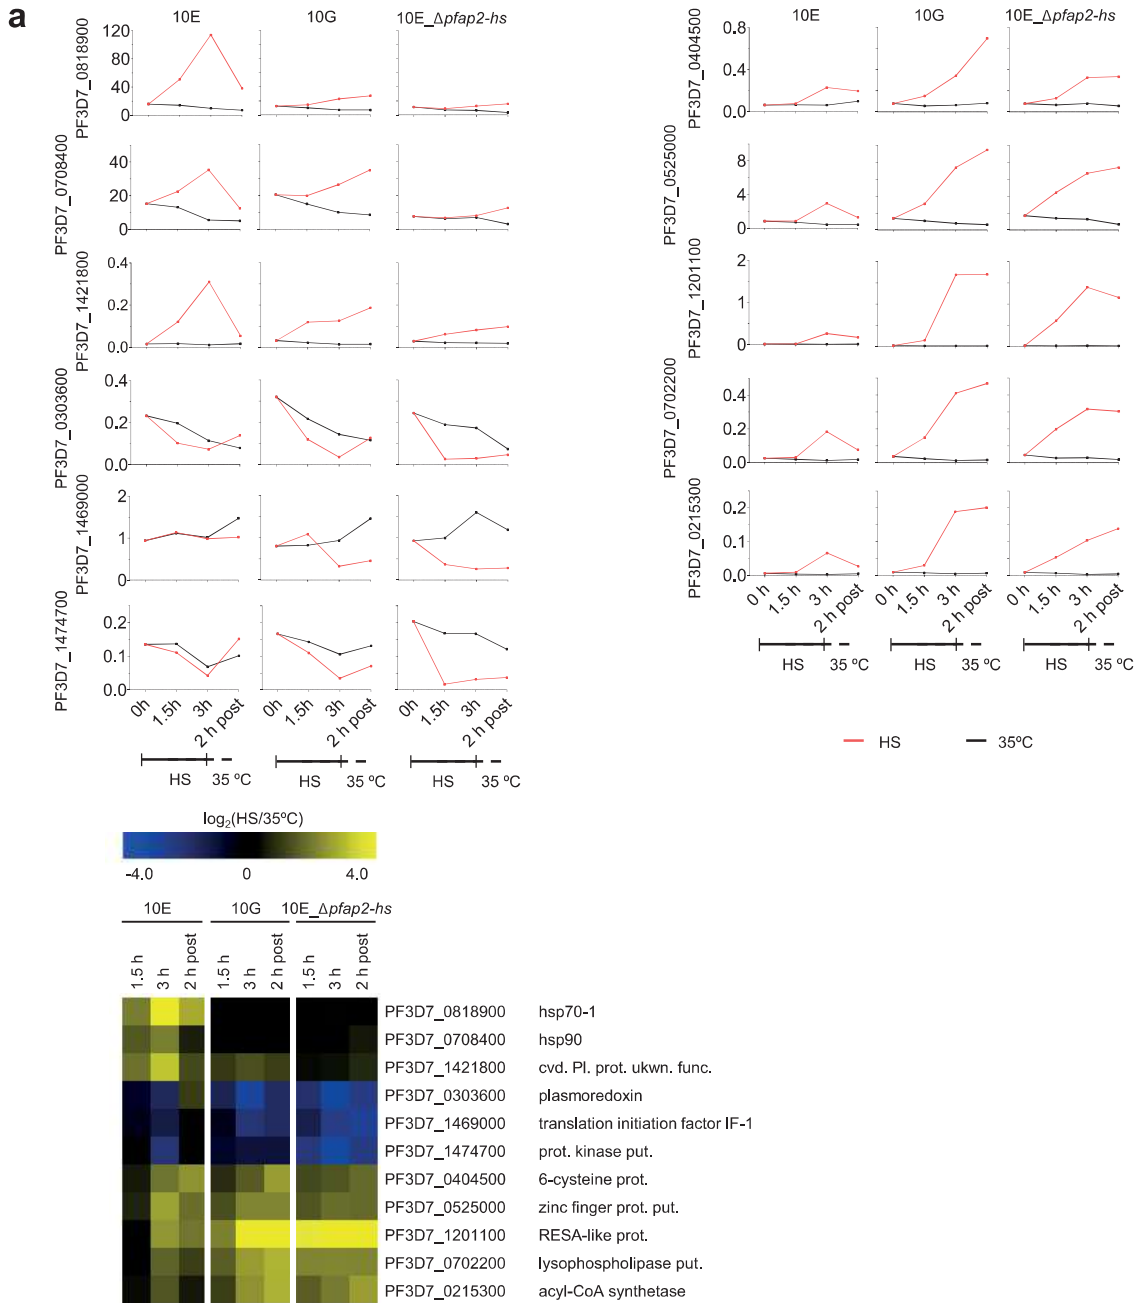 a
10E 10G 10E_Δpfap2-hs
PF3D7_0818900
120
80
40
0
PF3D7_0708400
40
20
0
PF3D7_1421800
0.4
0.2
0.0
PF3D7_0303600
0.4
0.2
0.0
PF3D7_1469000
2
1
0
PF3D7_1474700
0.2
0.1
0.0
0h 1.5h 3h 2 h post 0h 1.5h 3h 2 h post 0h 1.5h 3h 2 h post
HS 35 ºC HS 35 ºC HS 35 ºC
10E 10G 10E_Δpfap2-hs
PF3D7_0404500
0.8
0.4
0.0
PF3D7_0525000
8
4
0
PF3D7_1201100
2
1
0
PF3D7_0702200
0.4
0.2
0.0
PF3D7_0215300
0.2
0.1
0.0
0 h 1.5h 3h 2 h post 0 h 1.5h 3h 2 h post 0 h 1.5h 3h 2 h post
HS 35 ºC HS 35 ºC HS 35 ºC
HS 35ºC
log2(HS/35ºC)
-4.0 0 4.0
10E 10G 10E_Δpfap2-hs
1.5 h 3 h 2 h post 1.5 h 3 h 2 h post 1.5 h 3 h 2 h post
PF3D7_0818900 hsp70-1
PF3D7_0708400 hsp90
PF3D7_1421800 cvd. Pl. prot. ukwn. func.
PF3D7_0303600 plasmoredoxin
PF3D7_1469000 translation initiation factor IF-1
PF3D7_1474700 prot. kinase put.
PF3D7_0404500 6-cysteine prot.
PF3D7_0525000 zinc finger prot. put.
PF3D7_1201100 RESA-like prot.
PF3D7_0702200 lysophospholipase put.
PF3D7_0215300 acyl-CoA synthetase